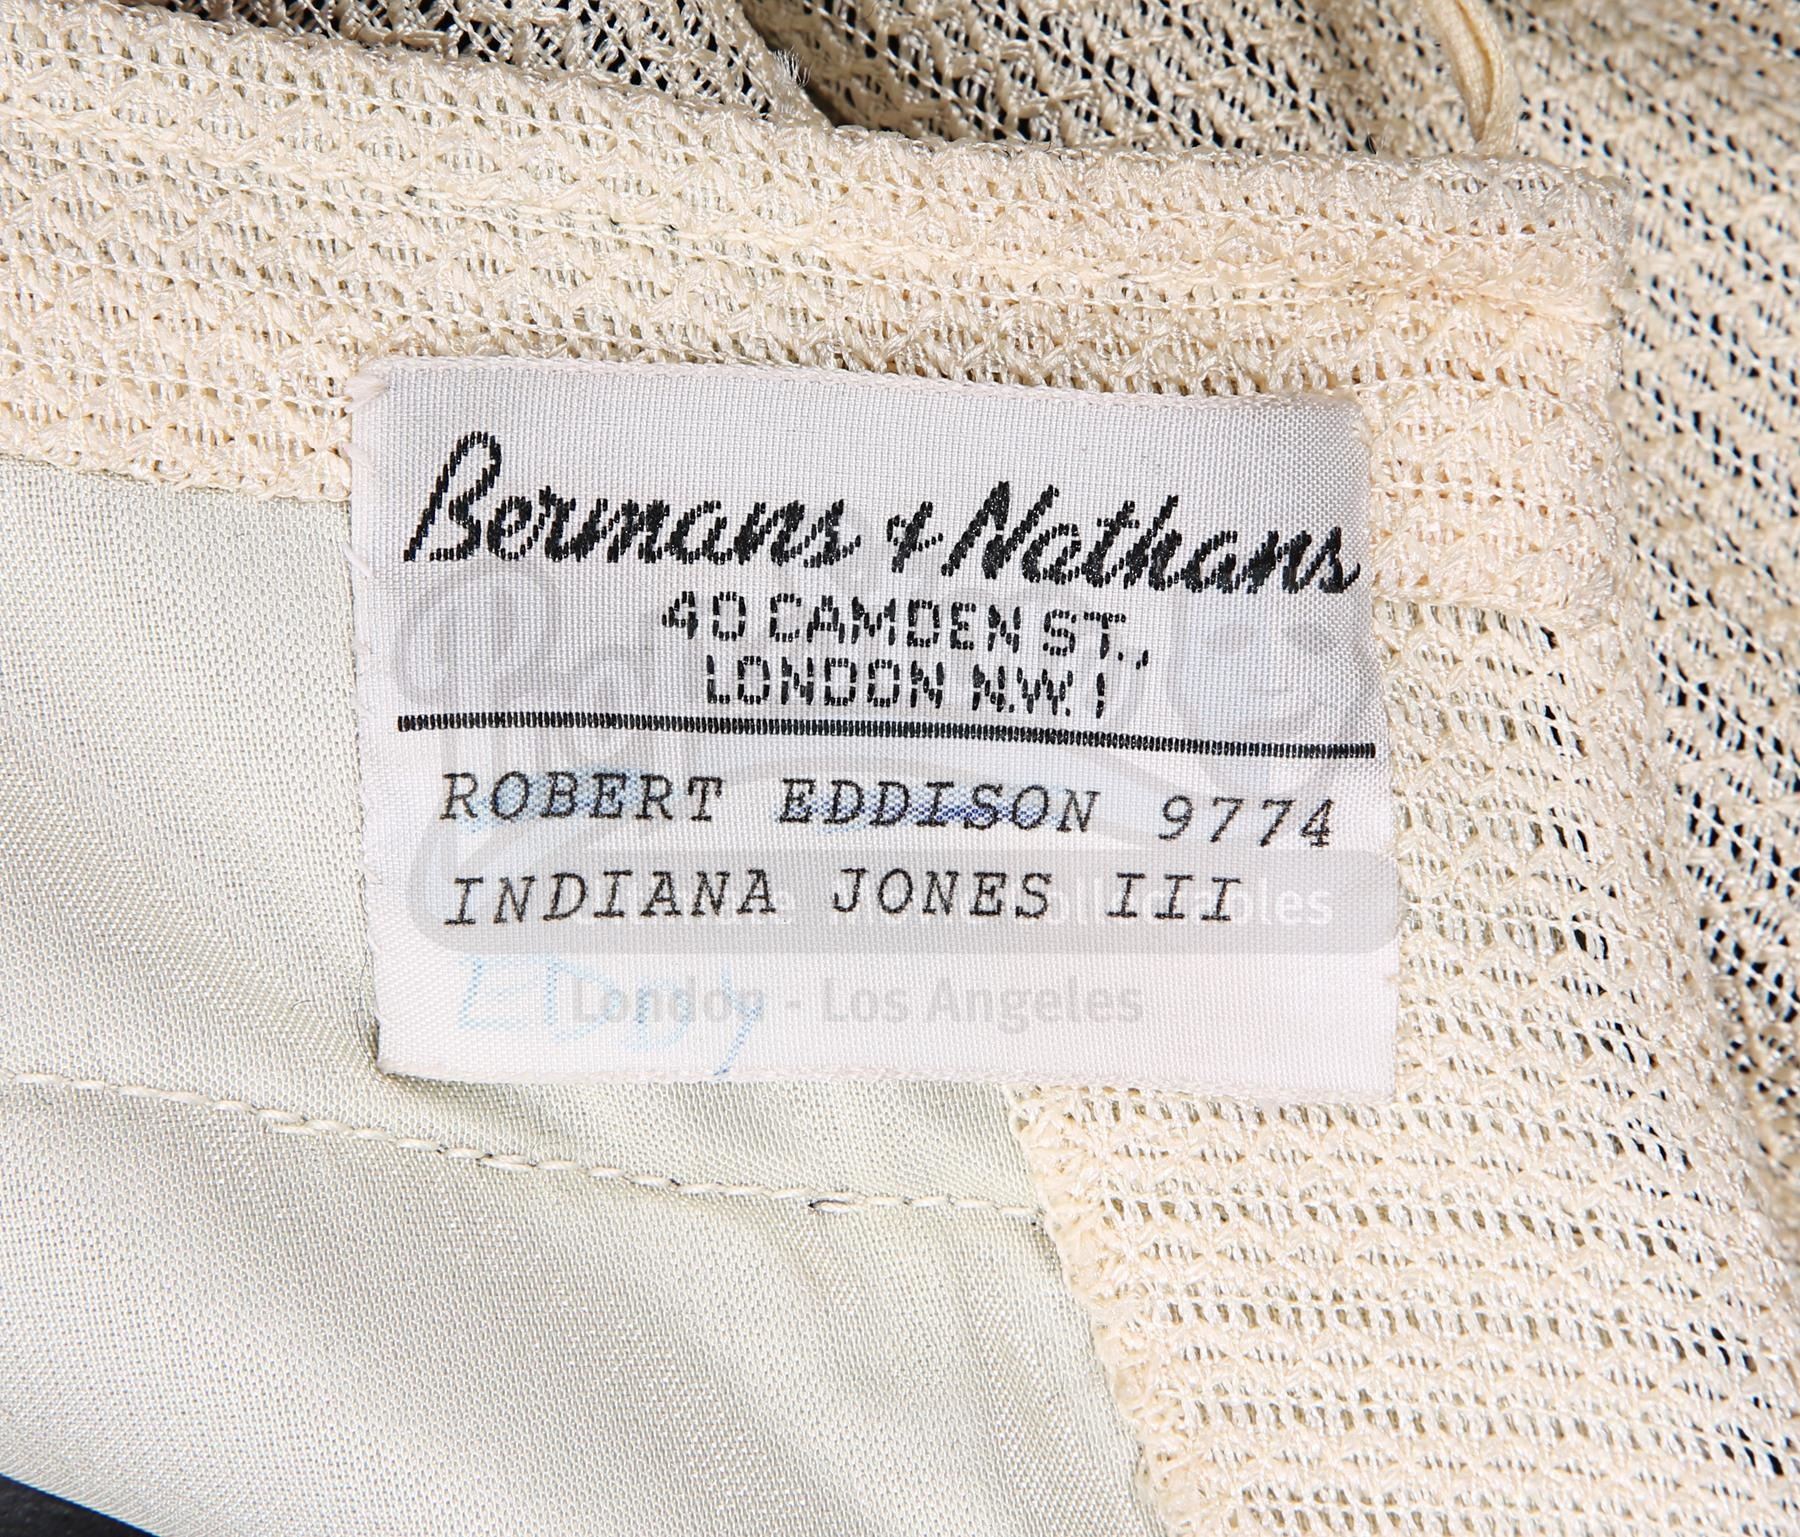 Bermans & Nathans
40 CAMDEN ST.,
LONDON N.W.1
ROBERT EDDISON 9774
INDIANA JONES III
London - Los Angeles